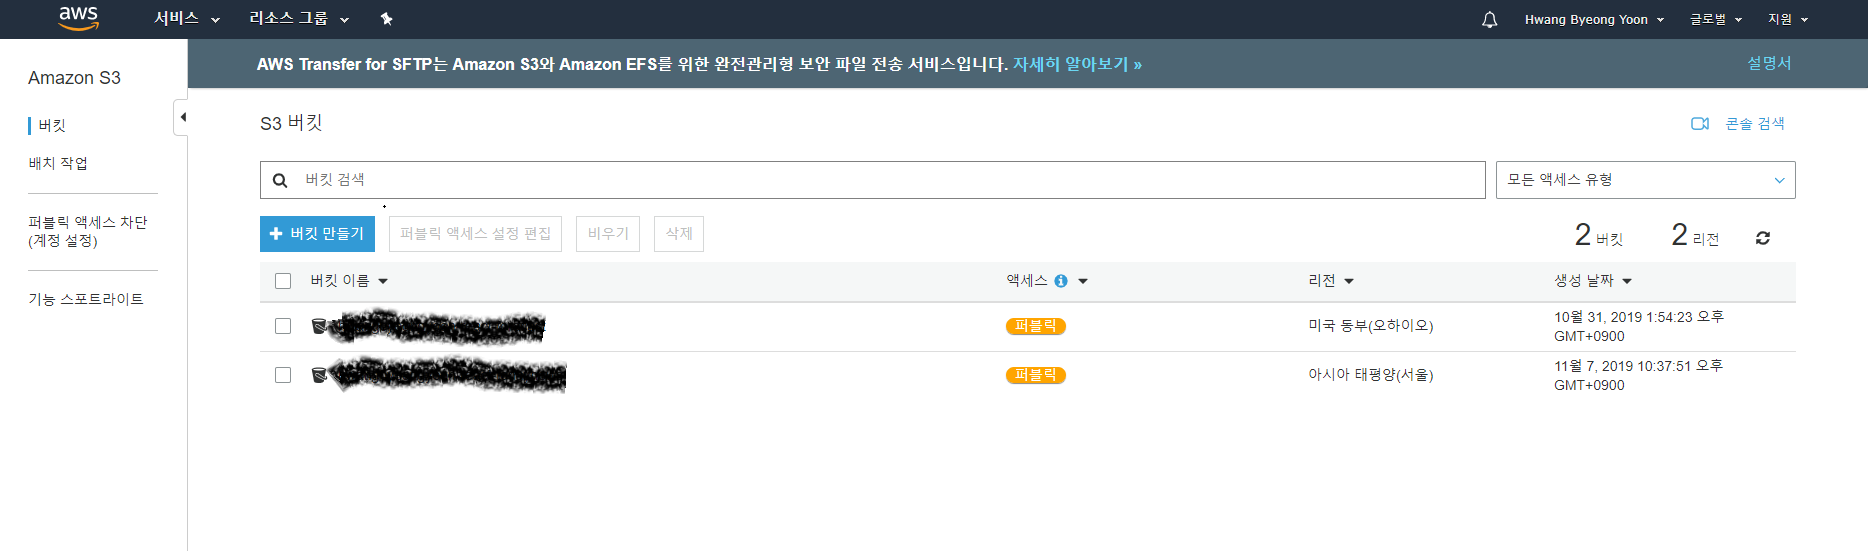 aws 서비스 리소스 그룹 Hwang Byeong Yoon 글로벌 지원
Amazon S3
버킷
배치 작업
퍼블릭 액세스 차단
(계정 설정)
기능 스포트라이트
AWS Transfer for SFTP는 Amazon S3와 Amazon EFS를 위한 완전관리형 보안 파일 전송 서비스입니다. 자세히 알아보기 » 설명서
S3 버킷 콘솔 검색
버킷 검색 모든 액세스 유형
+ 버킷 만들기 퍼블릭 액세스 설정 편집 비우기 삭제 2 버킷 2 리전
버킷 이름 액세스 리전 생성 날짜
퍼블릭 미국 동부(오하이오) 10월 31, 2019 1:54:23 오후
GMT+0900
퍼블릭 아시아 태평양(서울) 11월 7, 2019 10:37:51 오후
GMT+0900